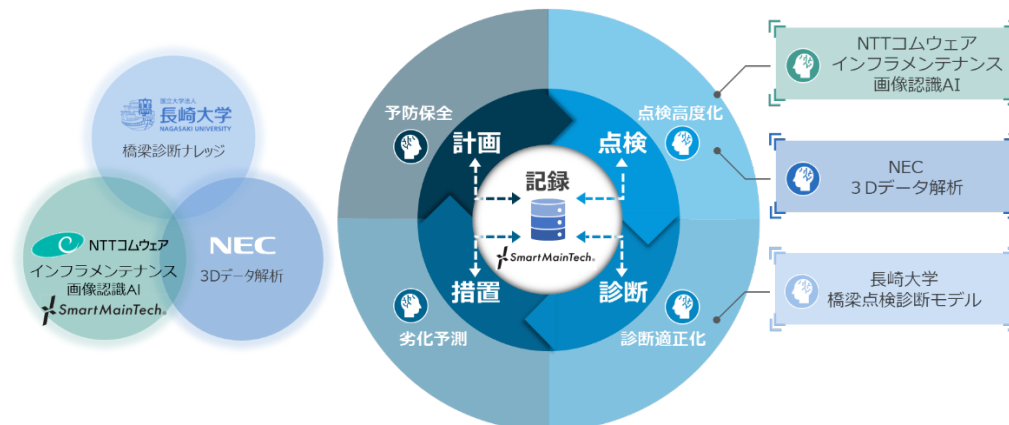 国立大学法人
長崎大学
NAGASAKI UNIVERSITY
橋梁診断ナレッジ
NTTコムウェア
インフラメンテナンス
画像認識AI
SmartMainTech®
NEC
3Dデータ解析
予防保全
計画
点検高度化
点検
記録
SmartMainTech®
措置
劣化予測
診断
診断適正化
NTTコムウェア
インフラメンテナンス
画像認識AI
NEC
３Dデータ解析
長崎大学
橋梁点検診断モデル